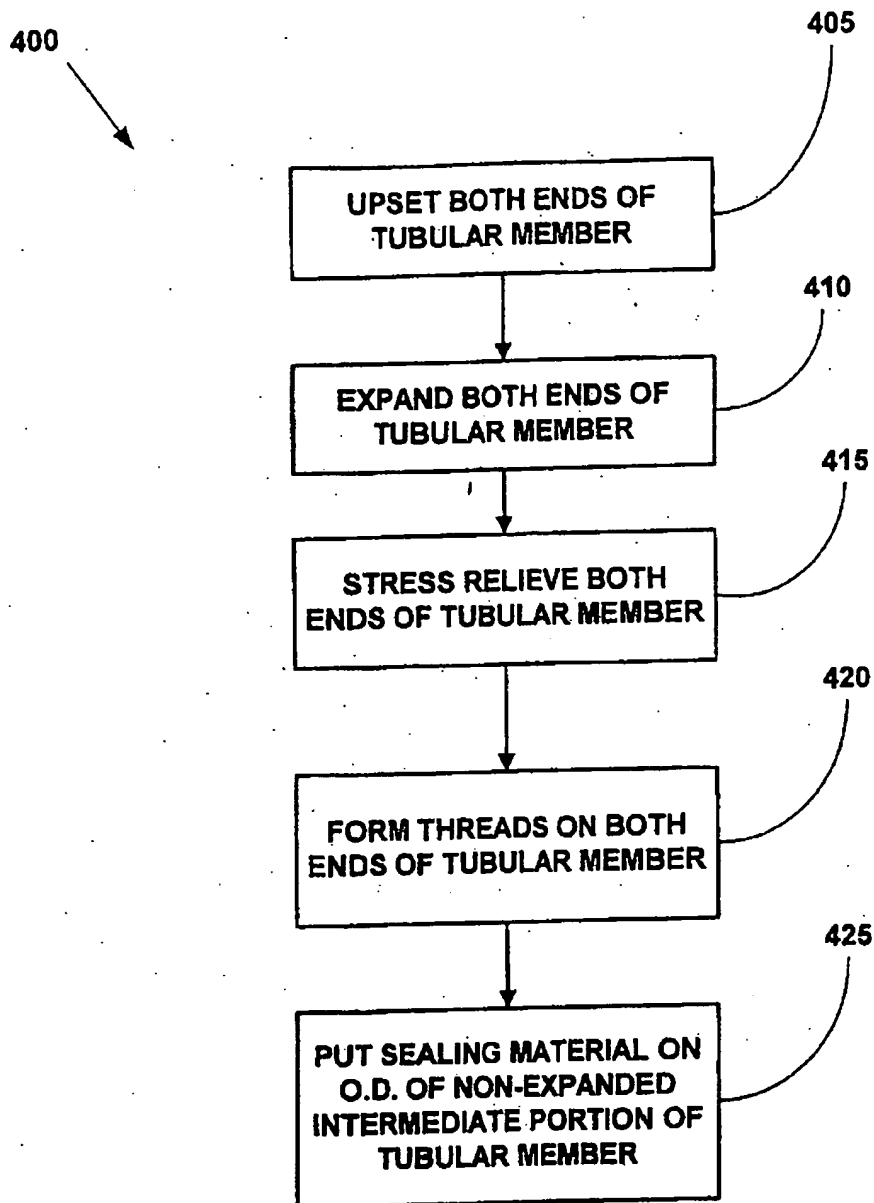 400
405
UPSET BOTH ENDS OF
TUBULAR MEMBER
410
EXPAND BOTH ENDS OF
TUBULAR MEMBER
415
STRESS RELIEVE BOTH
ENDS OF TUBULAR MEMBER
420
FORM THREADS ON BOTH
ENDS OF TUBULAR MEMBER
425
PUT SEALING MATERIAL ON
O.D. OF NON-EXPANDED
INTERMEDIATE PORTION OF
TUBULAR MEMBER